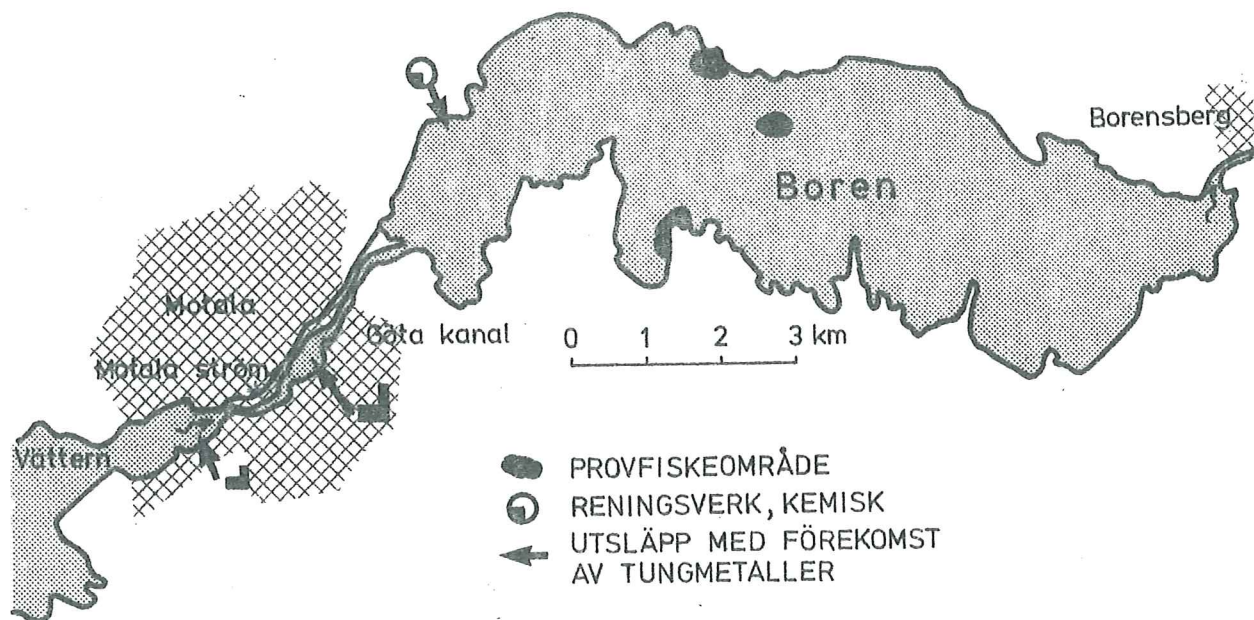 Borensberg
Boren
Motala
Göta kanal
0 1 2 3 km
Motala ström
Vättern
PROVFISKEOMRÅDE
RENINGSVERK, KEMISK
UTSLÄPP MED FÖREKOMST
AV TUNGMETALLER